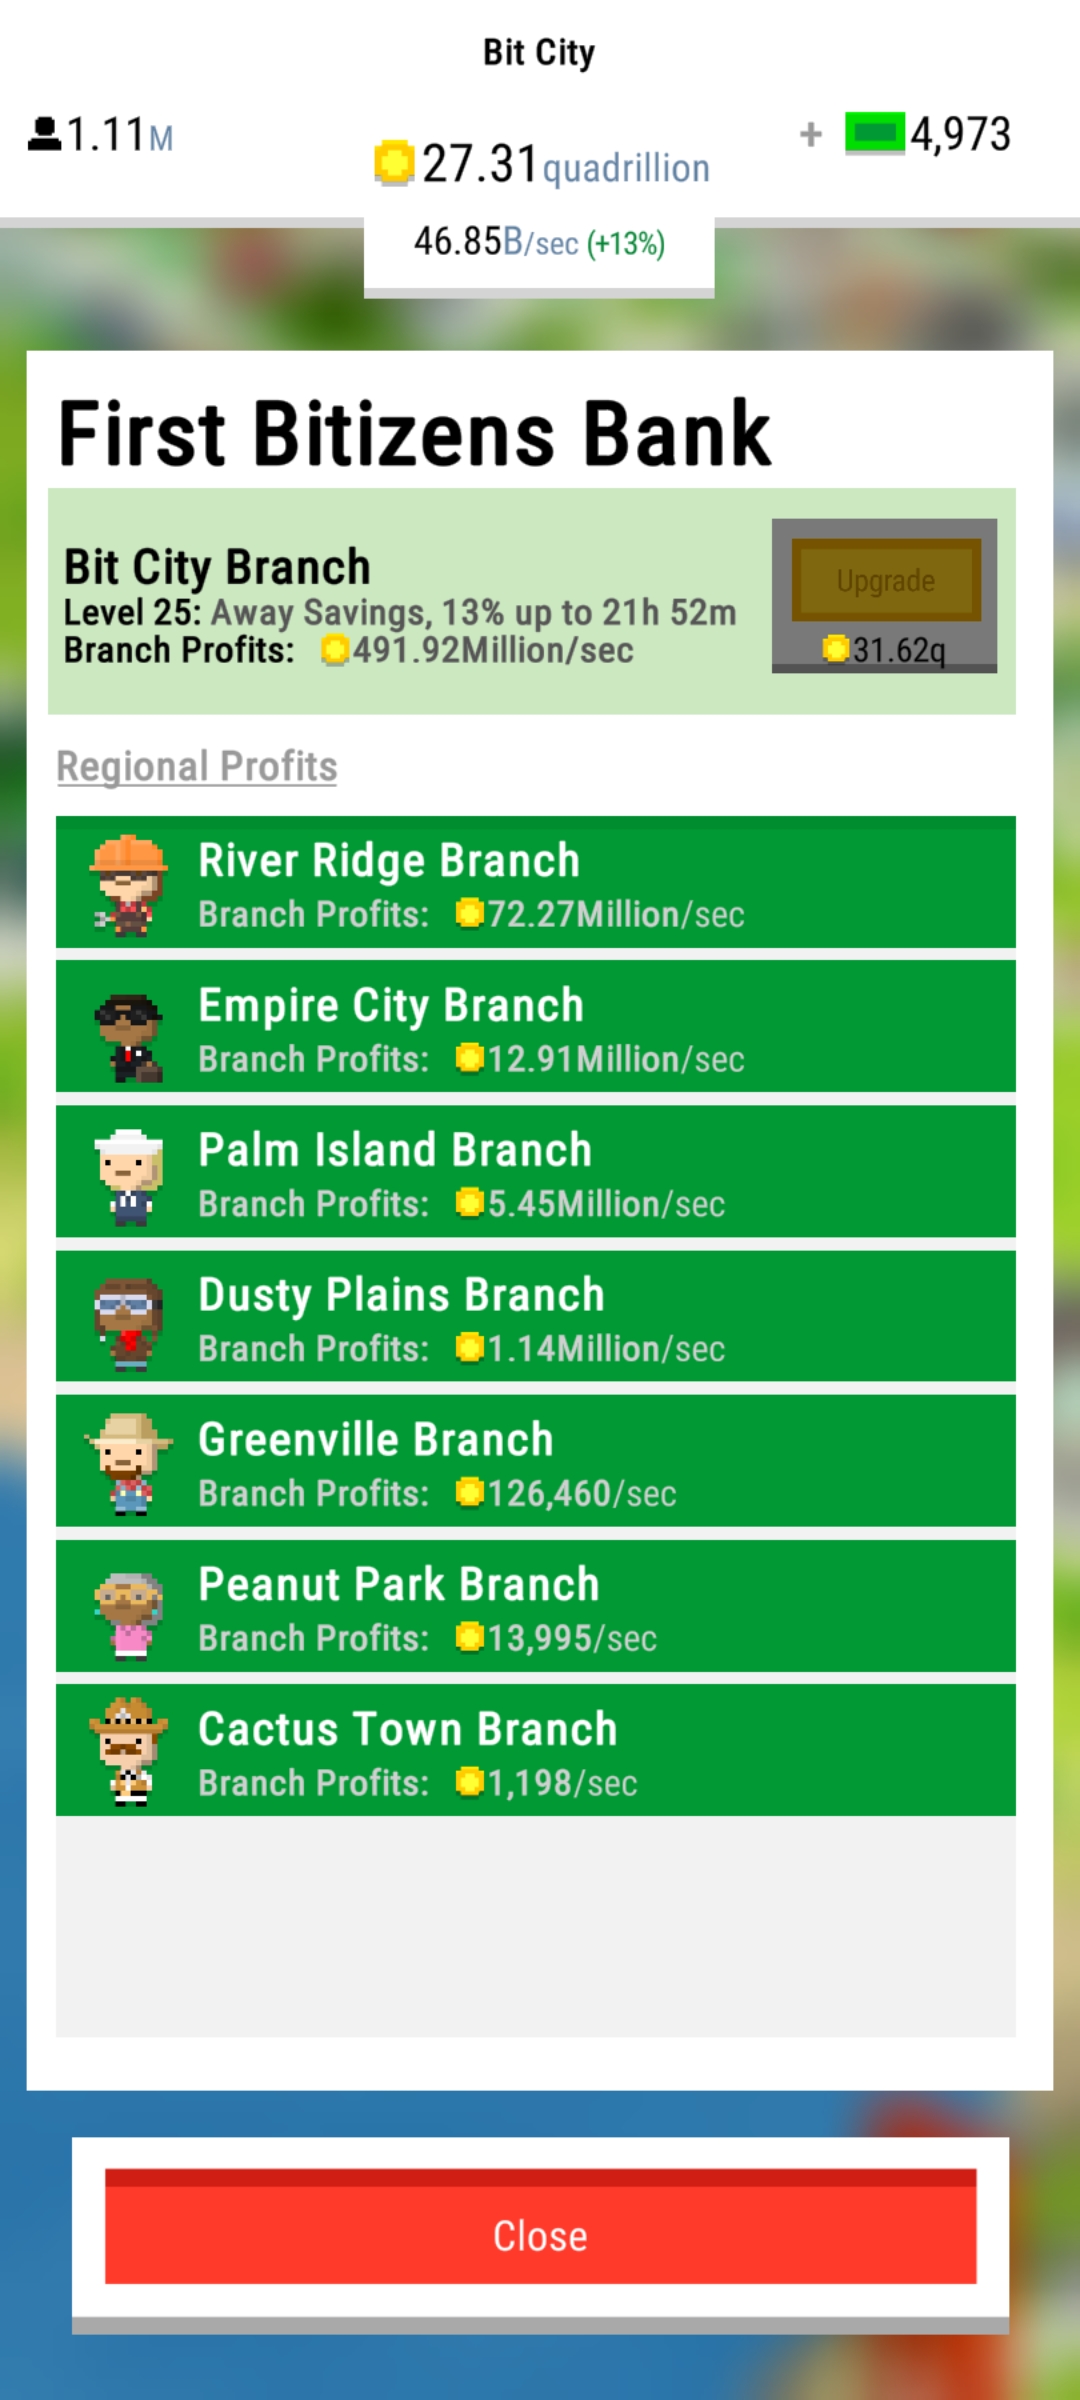 Bit City
1.11M
27.31quadrillion
+ 4,973
46.85B/sec (+13%)
First Bitizens Bank
Bit City Branch
Level 25: Away Savings, 13% up to 21h 52m
Branch Profits: 491.92Million/sec
Upgrade
31.62q
Regional Profits
River Ridge Branch
Branch Profits: 72.27Million/sec
Empire City Branch
Branch Profits: 12.91Million/sec
Palm Island Branch
Branch Profits: 5.45Million/sec
Dusty Plains Branch
Branch Profits: 1.14Million/sec
Greenville Branch
Branch Profits: 126,460/sec
Peanut Park Branch
Branch Profits: 13,995/sec
Cactus Town Branch
Branch Profits: 1,198/sec
Close